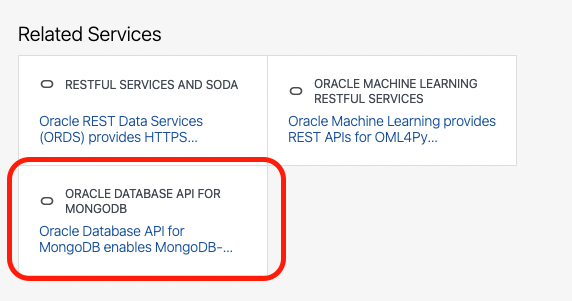 Related Services
RESTFUL SERVICES AND SODA
Oracle REST Data Services
(ORDS) provides HTTPS...
ORACLE MACHINE LEARNING
RESTFUL SERVICES
Oracle Machine Learning provides
REST APIs for OML4Py...
ORACLE DATABASE API FOR
MONGODB
Oracle Database API for
MongoDB enables MongoDB-...